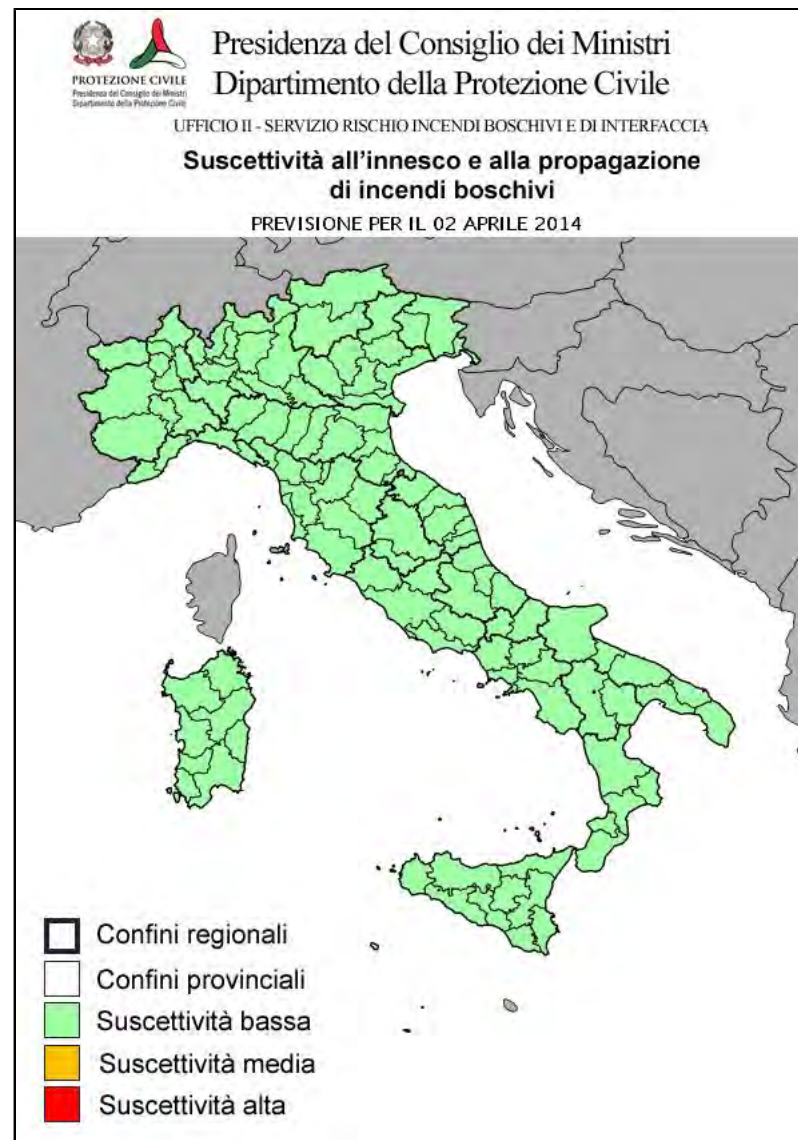 PROTEZIONE CIVILE
Presidenza del Consiglio dei Ministri
Dipartimento della Protezione Civile
Presidenza del Consiglio dei Ministri
Dipartimento della Protezione Civile
UFFICIO II - SERVIZIO RISCHIO INCENDI BOSCHIVI E DI INTERFACCIA
Suscettività all'innesco e alla propagazione
di incendi boschivi
PREVISIONE PER IL 02 APRILE 2014
Confini regionali
Confini provinciali
Suscettività bassa
Suscettività media
Suscettività alta